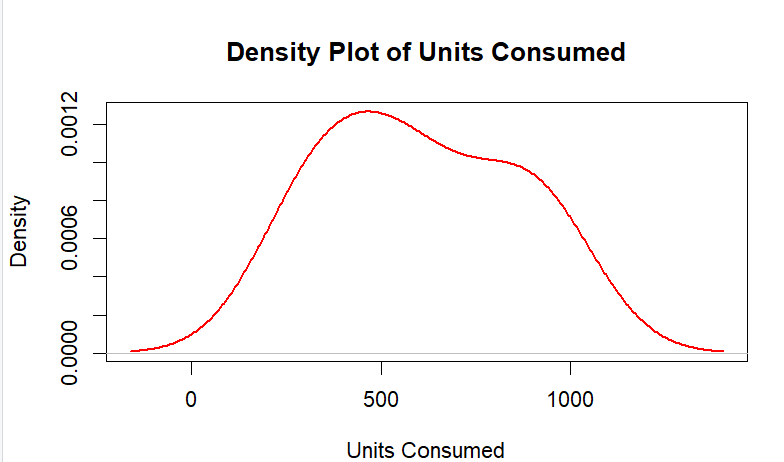 Density Plot of Units Consumed
Density
0.0012
0.0006
0.0000
0
500
1000
Units Consumed